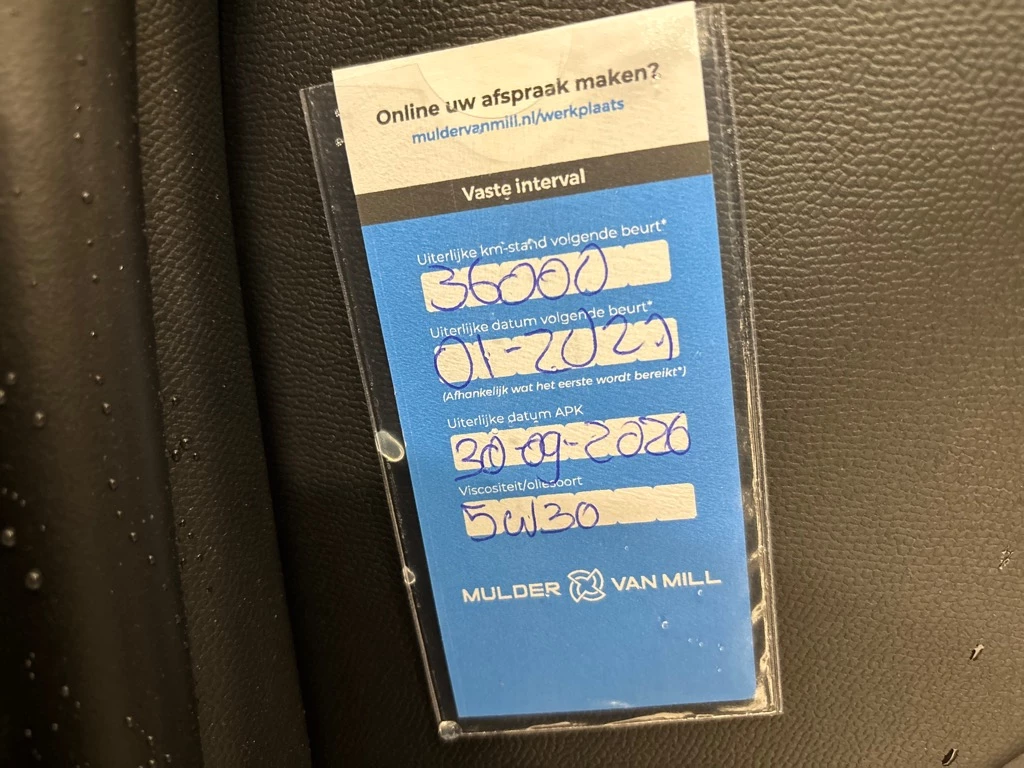 Online uw afspraak maken?
muldervanmill.nl/werkplaats
Vaste interval
Uiterlijke km-stand volgende beurt*
36000
Uiterlijke datum volgende beurt*
(Afhankelijk wat het eerste wordt bereikt*)
Uiterlijke datum APK
30-09-2026
Viscositeit/oliesoort
5W30
MULDER VAN MILL